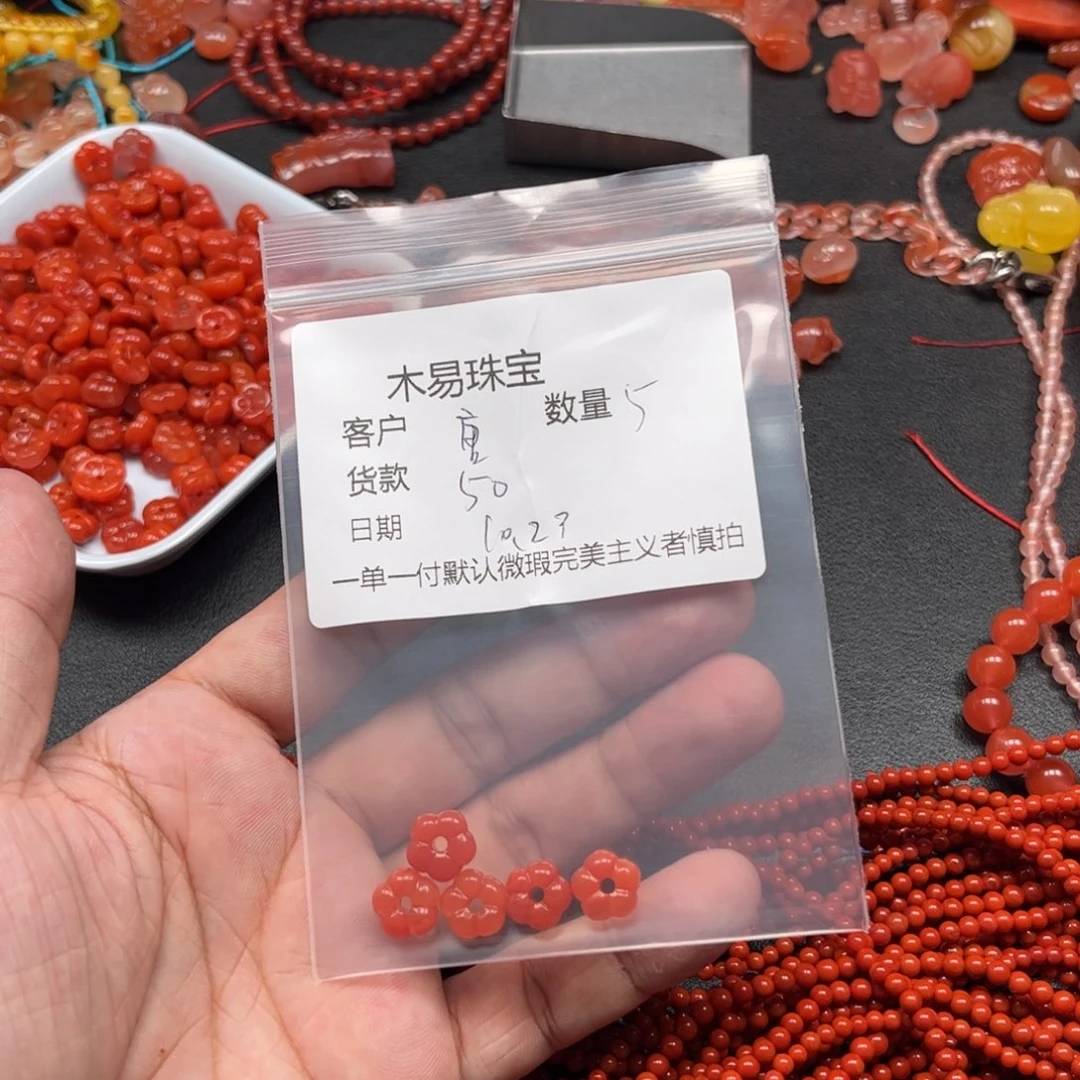 木易珠宝
客户 数量 5
货款 50
日期 10.23
一单一付默认微瑕完美主义者慎拍